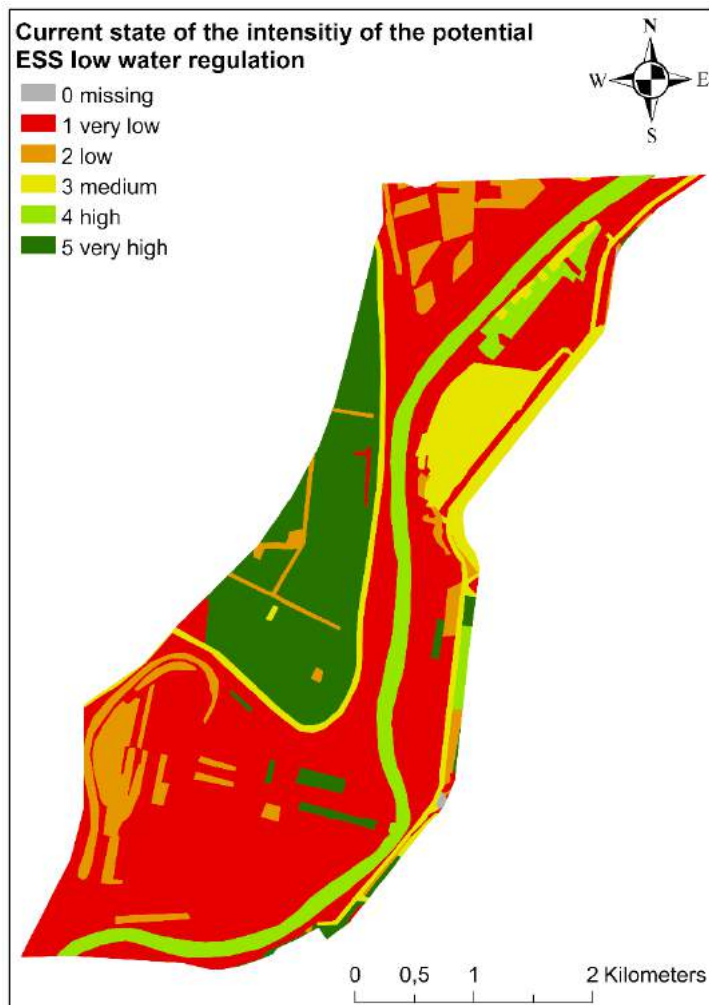 Current state of the intensitiy of the potential
ESS low water regulation
0 missing
1 very low
2 low
3 medium
4 high
5 very high
N
W
E
S
0 0,5 1 2 Kilometers